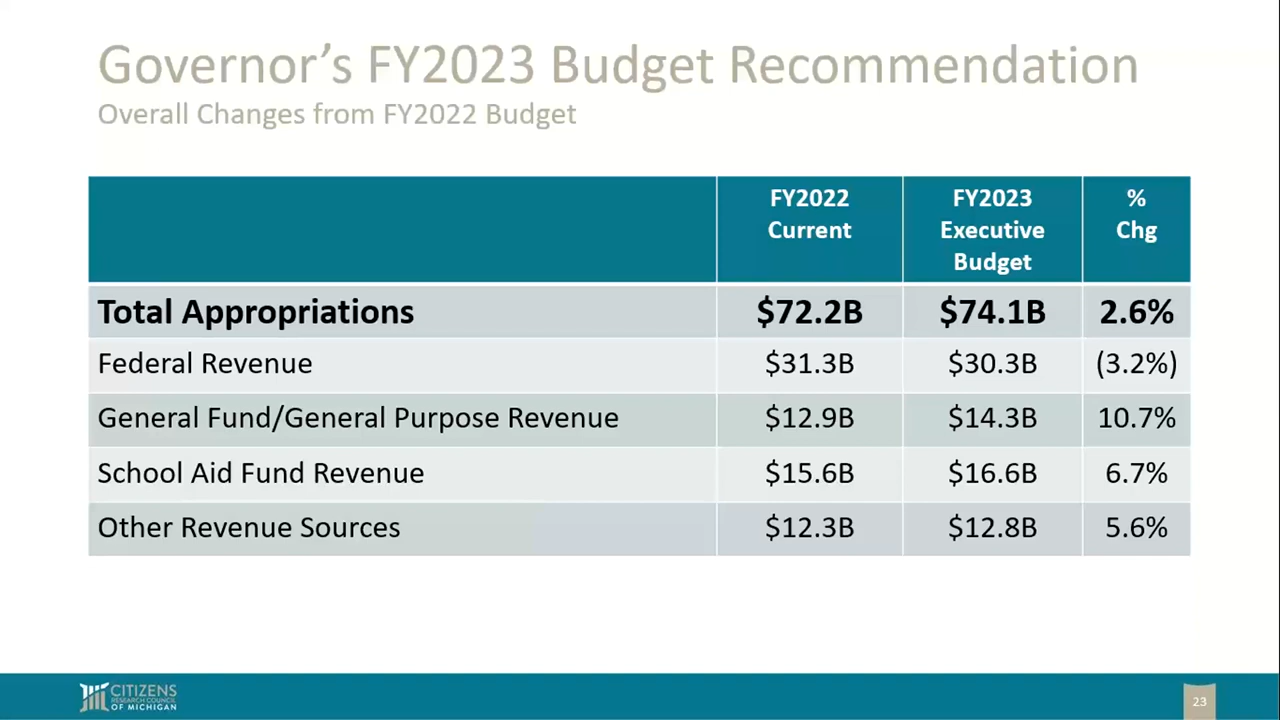 Governor’s FY2023 Budget Recommendation
Overall Changes from FY2022 Budget
FY2022 Current
FY2023 Executive Budget
% Chg
Total Appropriations $72.2B $74.1B 2.6%
Federal Revenue $31.3B $30.3B (3.2%)
General Fund/General Purpose Revenue $12.9B $14.3B 10.7%
School Aid Fund Revenue $15.6B $16.6B 6.7%
Other Revenue Sources $12.3B $12.8B 5.6%
CITIZENS
RESEARCH COUNCIL
OF MICHIGAN
23